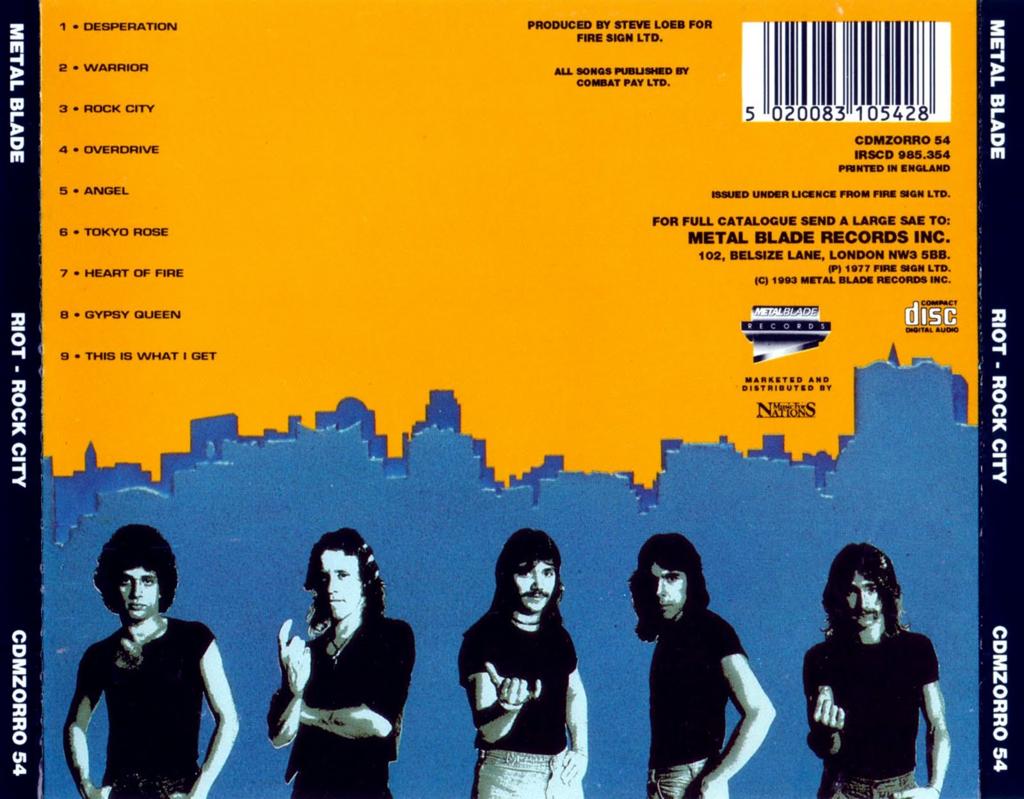 METAL BLADE
RIOT - ROCK CITY
CDMZORRO 54
1 • DESPERATION
2 • WARRIOR
3 • ROCK CITY
4 • OVERDRIVE
5 • ANGEL
6 • TOKYO ROSE
7 • HEART OF FIRE
8 • GYPSY QUEEN
9 • THIS IS WHAT I GET
PRODUCED BY STEVE LOEB FOR
FIRE SIGN LTD.
ALL SONGS PUBLISHED BY
COMBAT PAY LTD.
5 020083 105428
CDMZORRO 54
IRSCD 985.354
PRINTED IN ENGLAND
ISSUED UNDER LICENCE FROM FIRE SIGN LTD.
FOR FULL CATALOGUE SEND A LARGE SAE TO:
METAL BLADE RECORDS INC.
102, BELSIZE LANE, LONDON NW3 5BB.
(P) 1977 FIRE SIGN LTD.
(C) 1993 METAL BLADE RECORDS INC.
METALBLADE
RECORDS
COMPACT
disc
DIGITAL AUDIO
MARKETED AND
DISTRIBUTED BY
Music For
NATIONS
METAL BLADE
RIOT - ROCK CITY
CDMZORRO 54